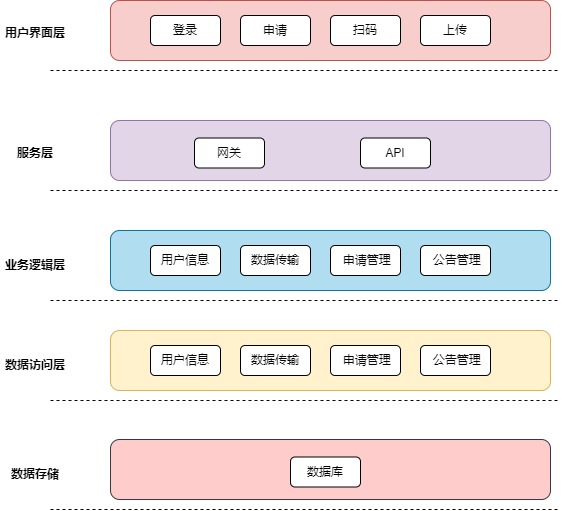 用户界面层
登录 申请 扫码 上传
服务层
网关 API
业务逻辑层
用户信息 数据传输 申请管理 公告管理
数据访问层
用户信息 数据传输 申请管理 公告管理
数据存储
数据库